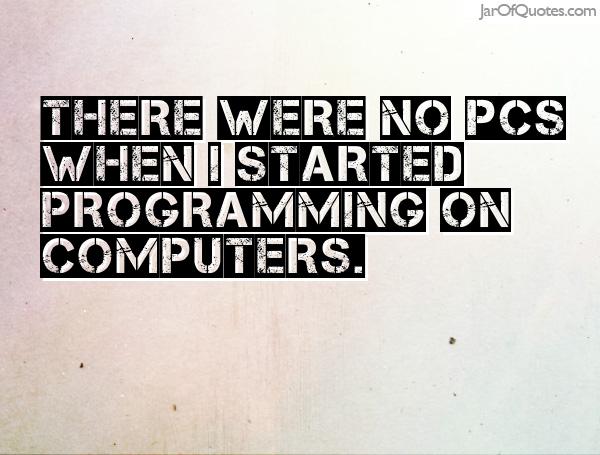 JarOfQuotes.com
THERE WERE NO PCS
WHEN I STARTED
PROGRAMMING ON
COMPUTERS.